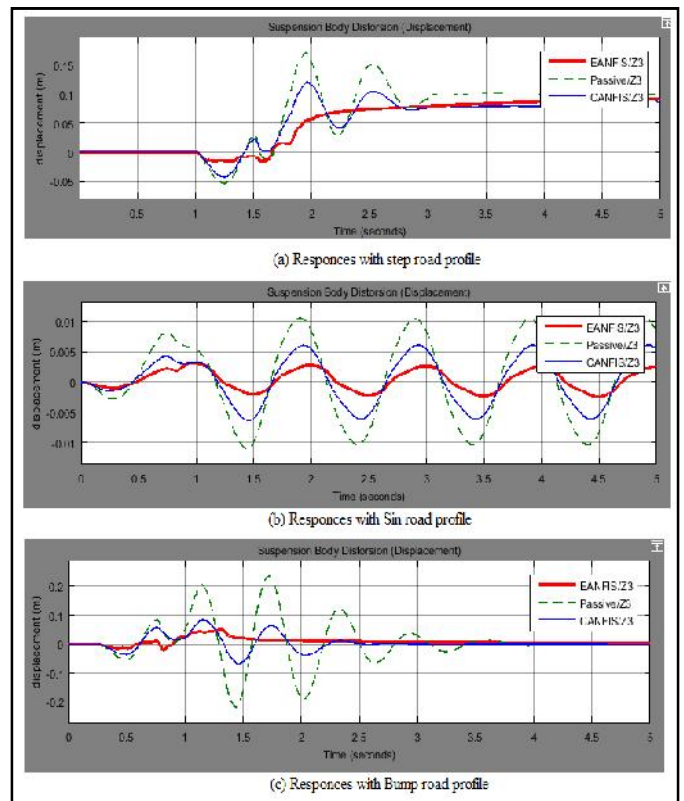 Suspension Body Distorsion (Displacement)
displacement (m)
0.15
0.1
0.05
0
-0.05
EANFIS/Z3
Passive/Z3
CANFIS/Z3
0.5 1 1.5 2 2.5 3 3.5 4 4.5 5
Time (seconds)
(a) Responces with step road profile
Suspension Body Distorsion (Displacement)
displacement (m)
0.01
0.005
0
-0.005
-0.01
EANFIS/Z3
Passive/Z3
CANFIS/Z3
0 0.5 1 1.5 2 2.5 3 3.5 4 4.5 5
Time (seconds)
(b) Responces with Sin road profile
Suspension Body Distorsion (Displacement)
displacement (m)
0.2
0.1
0
-0.1
-0.2
EANFIS/Z3
Passive/Z3
CANFIS/Z3
0 0.5 1 1.5 2 2.5 3 3.5 4 4.5 5
Time (seconds)
(c) Responces with Bump road profile